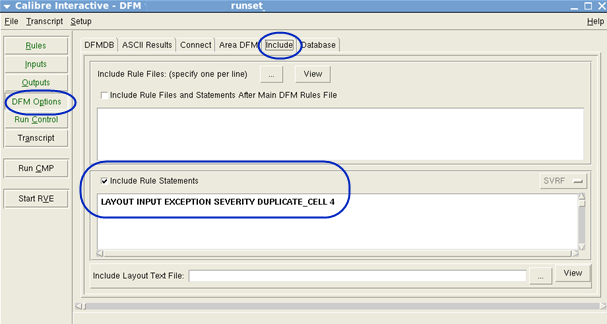 Calibre Interactive - DFM runset
File Transcript Setup Help
Rules
Inputs
Outputs
DFM Options
Run Control
Transcript
Run CMP
Start RVE
DFMDB ASCII Results Connect Area DFM Include Database
Include Rule Files: (specify one per line) ... View
Include Rule Files and Statements After Main DFM Rules File
Include Rule Statements SVRF
LAYOUT INPUT EXCEPTION SEVERITY DUPLICATE_CELL 4
Include Layout Text File: ... View